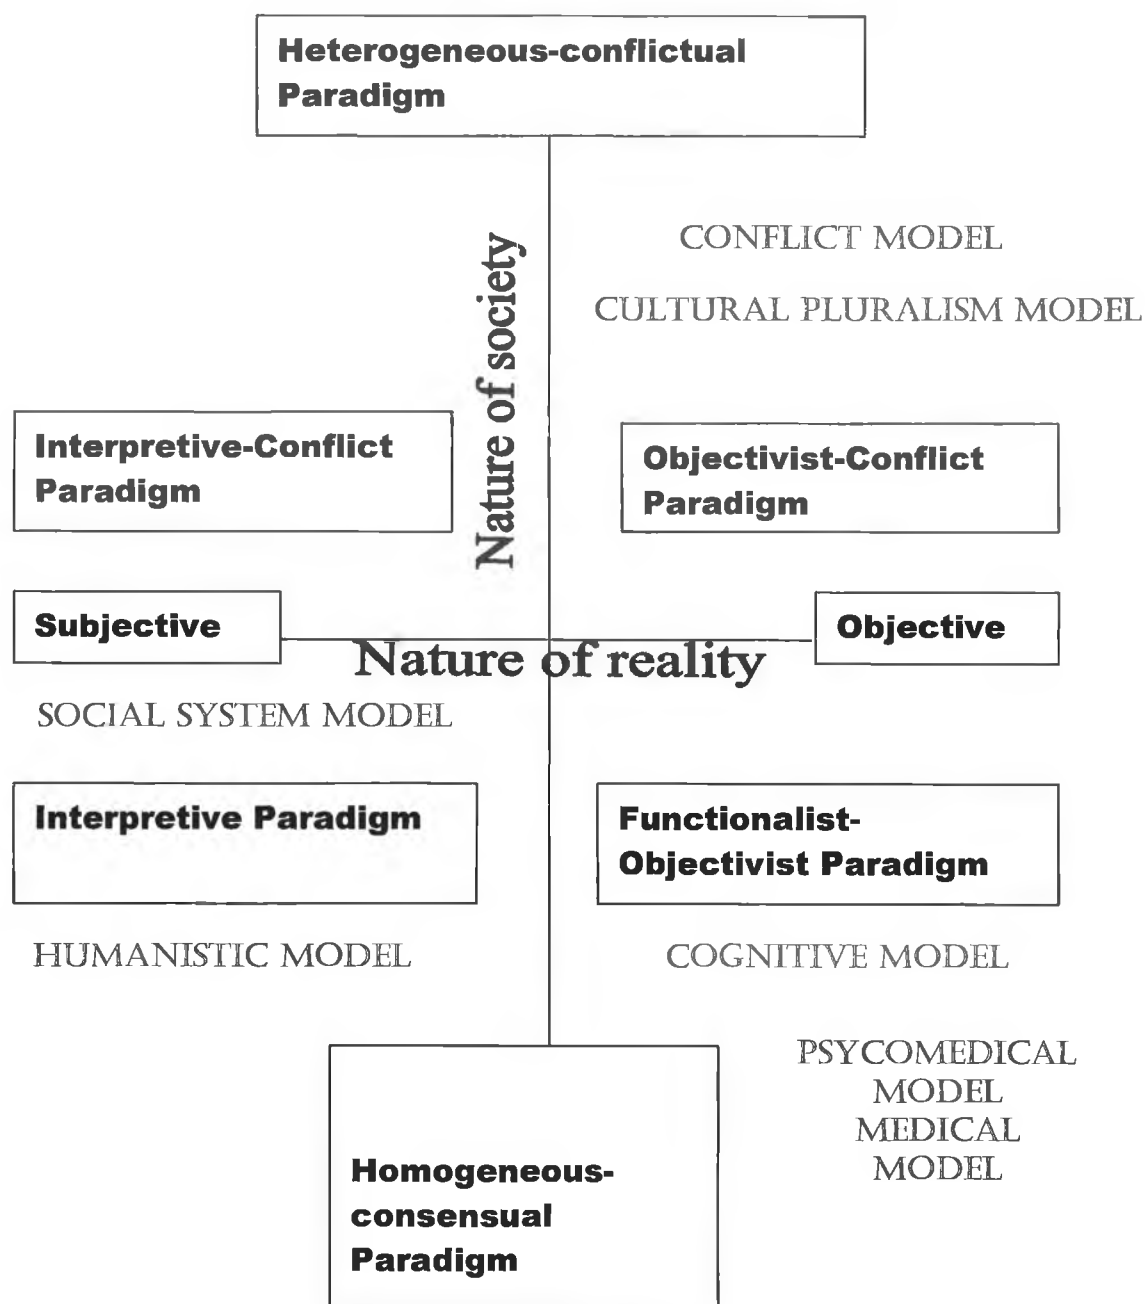 Heterogeneous-conflictual
Paradigm
CONFLICT MODEL
CULTURAL PLURALISM MODEL
Nature of society
Interpretive-Conflict
Paradigm
Objectivist-Conflict
Paradigm
Subjective
Objective
Nature of reality
SOCIAL SYSTEM MODEL
Interpretive Paradigm
Functionalist-
Objectivist Paradigm
HUMANISTIC MODEL
COGNITIVE MODEL
PSYCOMEDICAL
MODEL
MEDICAL
MODEL
Homogeneous-
consensual
Paradigm